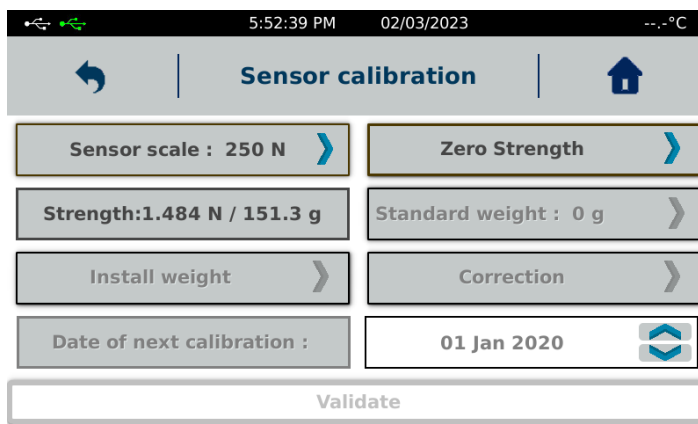 5:52:39 PM 02/03/2023 --.-°C
Sensor calibration
Sensor scale : 250 N
Zero Strength
Strength:1.484 N / 151.3 g
Standard weight : 0 g
Install weight
Correction
Date of next calibration :
01 Jan 2020
Validate